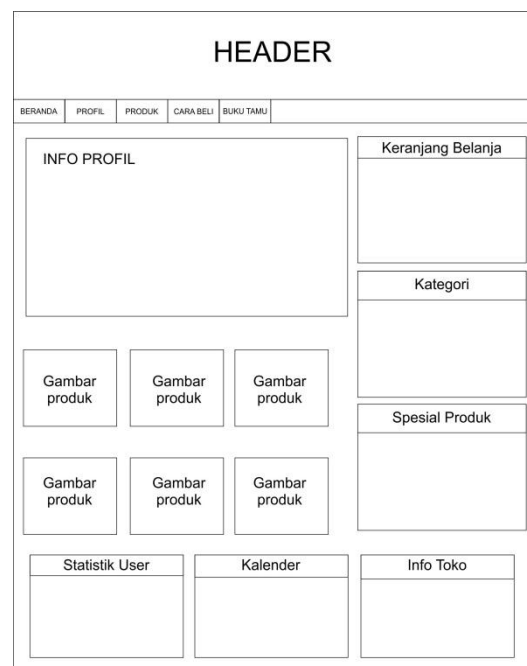 HEADER
BERANDA PROFIL PRODUK CARA BELI BUKU TAMU
INFO PROFIL
Keranjang Belanja
Kategori
Gambar
produk
Gambar
produk
Gambar
produk
Spesial Produk
Gambar
produk
Gambar
produk
Gambar
produk
Statistik User
Kalender
Info Toko